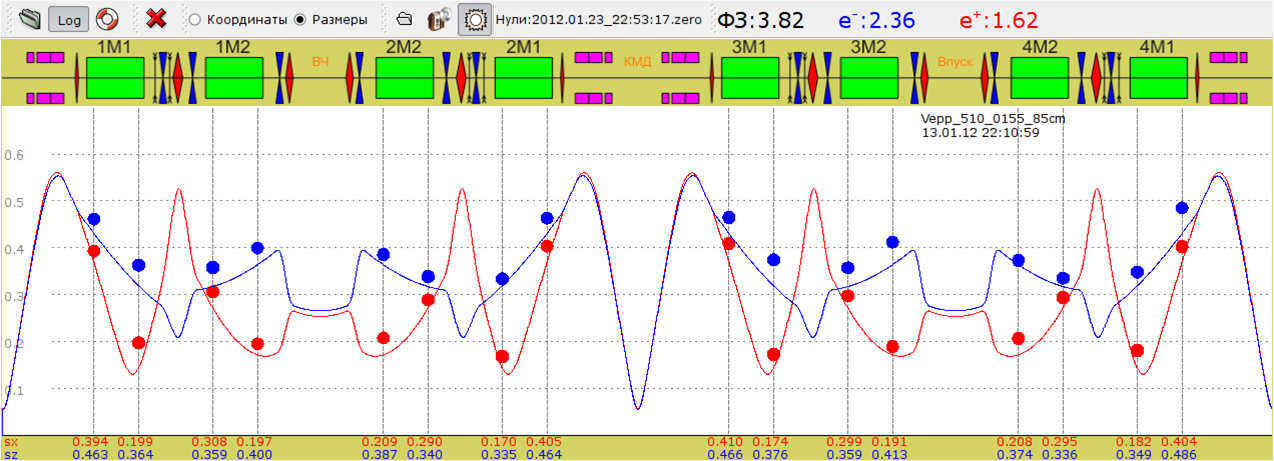 Log Координаты Размеры Нули:2012.01.23_22:53:17.zero ФЗ:3.82 e⁻:2.36 e⁺:1.62
1M1 1M2 ВЧ 2M2 2M1 КМД 3M1 3M2 Впуск 4M2 4M1
Vepp_510_0155_85cm
13.01.12 22:10:59
0.6
0.5
0.4
0.3
0.2
0.1
sx 0.394 0.199 0.308 0.197 0.209 0.290 0.170 0.405 0.410 0.174 0.299 0.191 0.208 0.295 0.182 0.404
sz 0.463 0.364 0.359 0.400 0.387 0.340 0.335 0.464 0.466 0.376 0.359 0.413 0.374 0.336 0.349 0.486